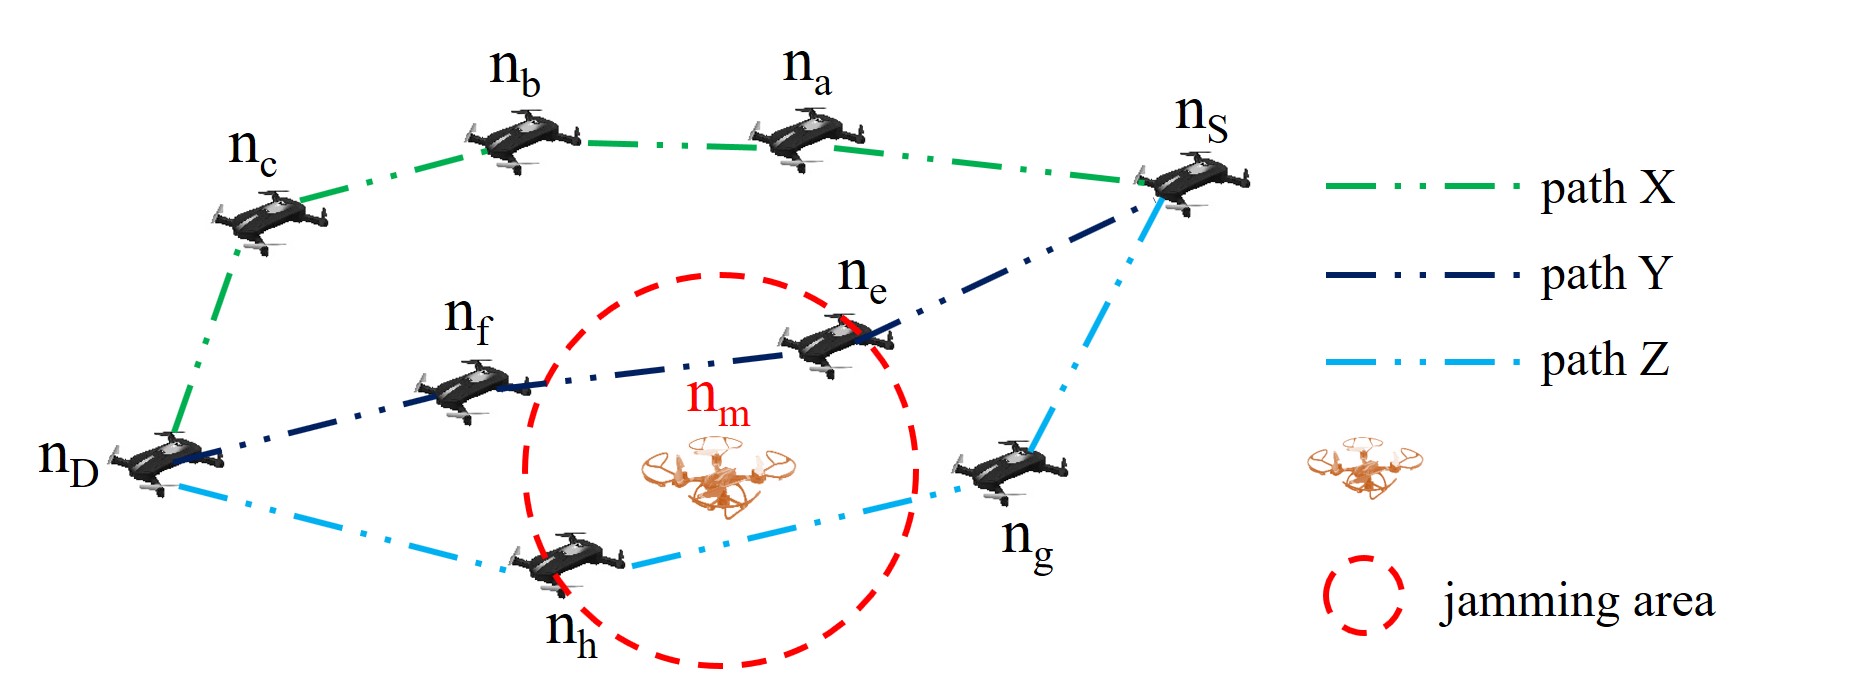 n_b
n_a
n_S
n_c
path X
n_e
path Y
n_f
path Z
n_m
n_D
n_g
jamming area
n_h